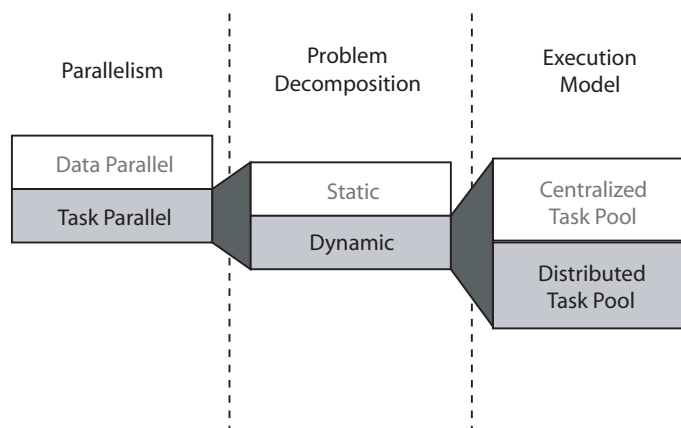 Parallelism
Problem
Decomposition
Execution
Model
Data Parallel
Task Parallel
Static
Dynamic
Centralized
Task Pool
Distributed
Task Pool